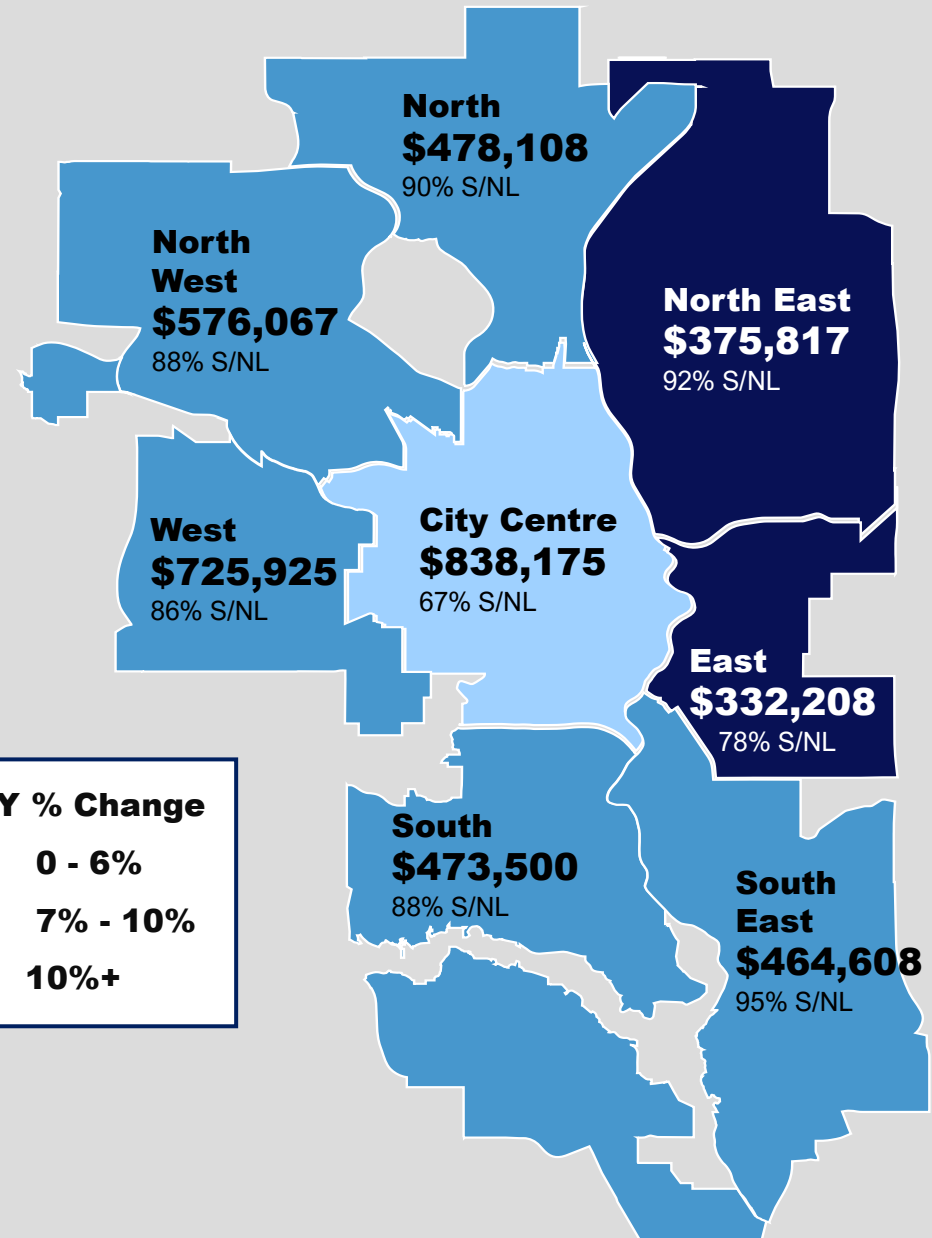 North
$478,108
90% S/NL
North
West
$576,067
88% S/NL
North East
$375,817
92% S/NL
City Centre
$838,175
67% S/NL
West
$725,925
86% S/NL
East
$332,208
78% S/NL
Y % Change
0 - 6%
7% - 10%
10%+
South
$473,500
88% S/NL
South
East
$464,608
95% S/NL